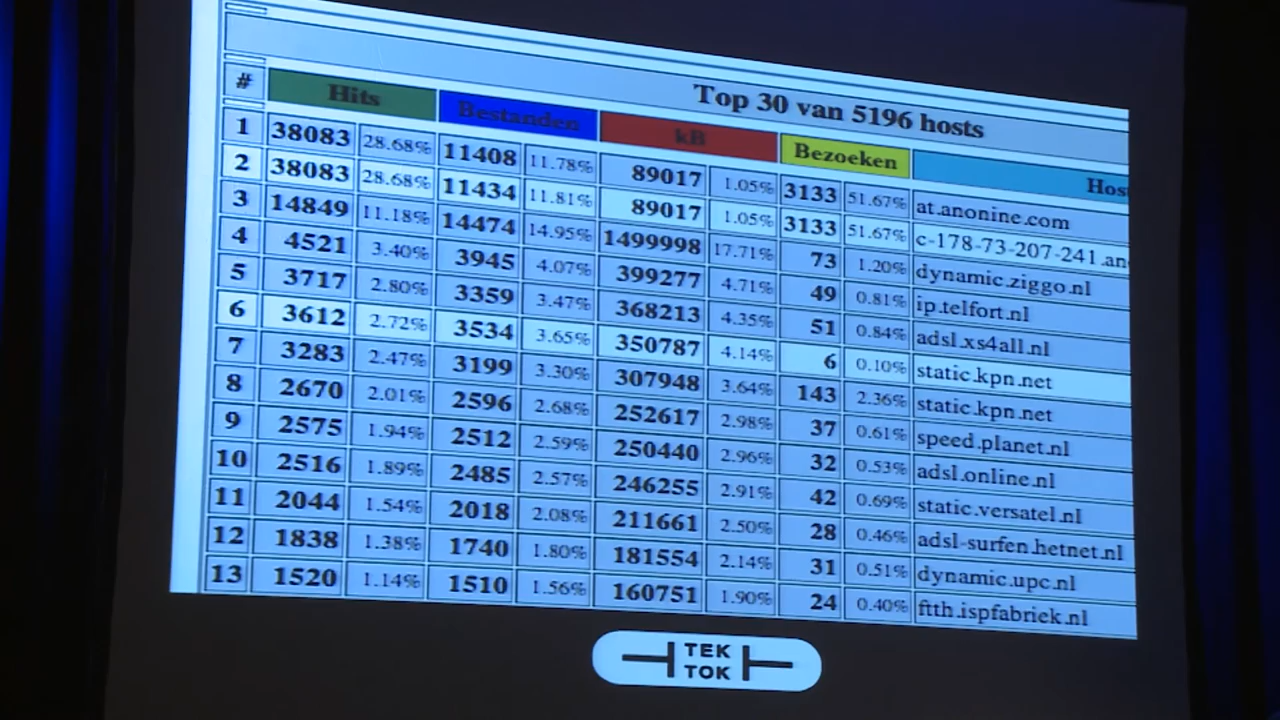 Top 30 van 5196 hosts
# Hits Bestanden kB Bezoeken Hos
1 38083 28.68% 11408 11.78% 89017 1.05% 3133 51.67% at.anonine.com
2 38083 28.68% 11434 11.81% 89017 1.05% 3133 51.67% c-178-73-207-241.an
3 14849 11.18% 14474 14.95% 1499998 17.71% 73 1.20% dynamic.ziggo.nl
4 4521 3.40% 3945 4.07% 399277 4.71% 49 0.81% ip.telfort.nl
5 3717 2.80% 3359 3.47% 368213 4.35% 51 0.84% adsl.xs4all.nl
6 3612 2.72% 3534 3.65% 350787 4.14% 6 0.10% static.kpn.net
7 3283 2.47% 3199 3.30% 307948 3.64% 143 2.36% static.kpn.net
8 2670 2.01% 2596 2.68% 252617 2.98% 37 0.61% speed.planet.nl
9 2575 1.94% 2512 2.59% 250440 2.96% 32 0.53% adsl.online.nl
10 2516 1.89% 2485 2.57% 246255 2.91% 42 0.69% static.versatel.nl
11 2044 1.54% 2018 2.08% 211661 2.50% 28 0.46% adsl-surfen.hetnet.nl
12 1838 1.38% 1740 1.80% 181554 2.14% 31 0.51% dynamic.upc.nl
13 1520 1.14% 1510 1.56% 160751 1.90% 24 0.40% ftth.ispfabriek.nl
TEK
TOK